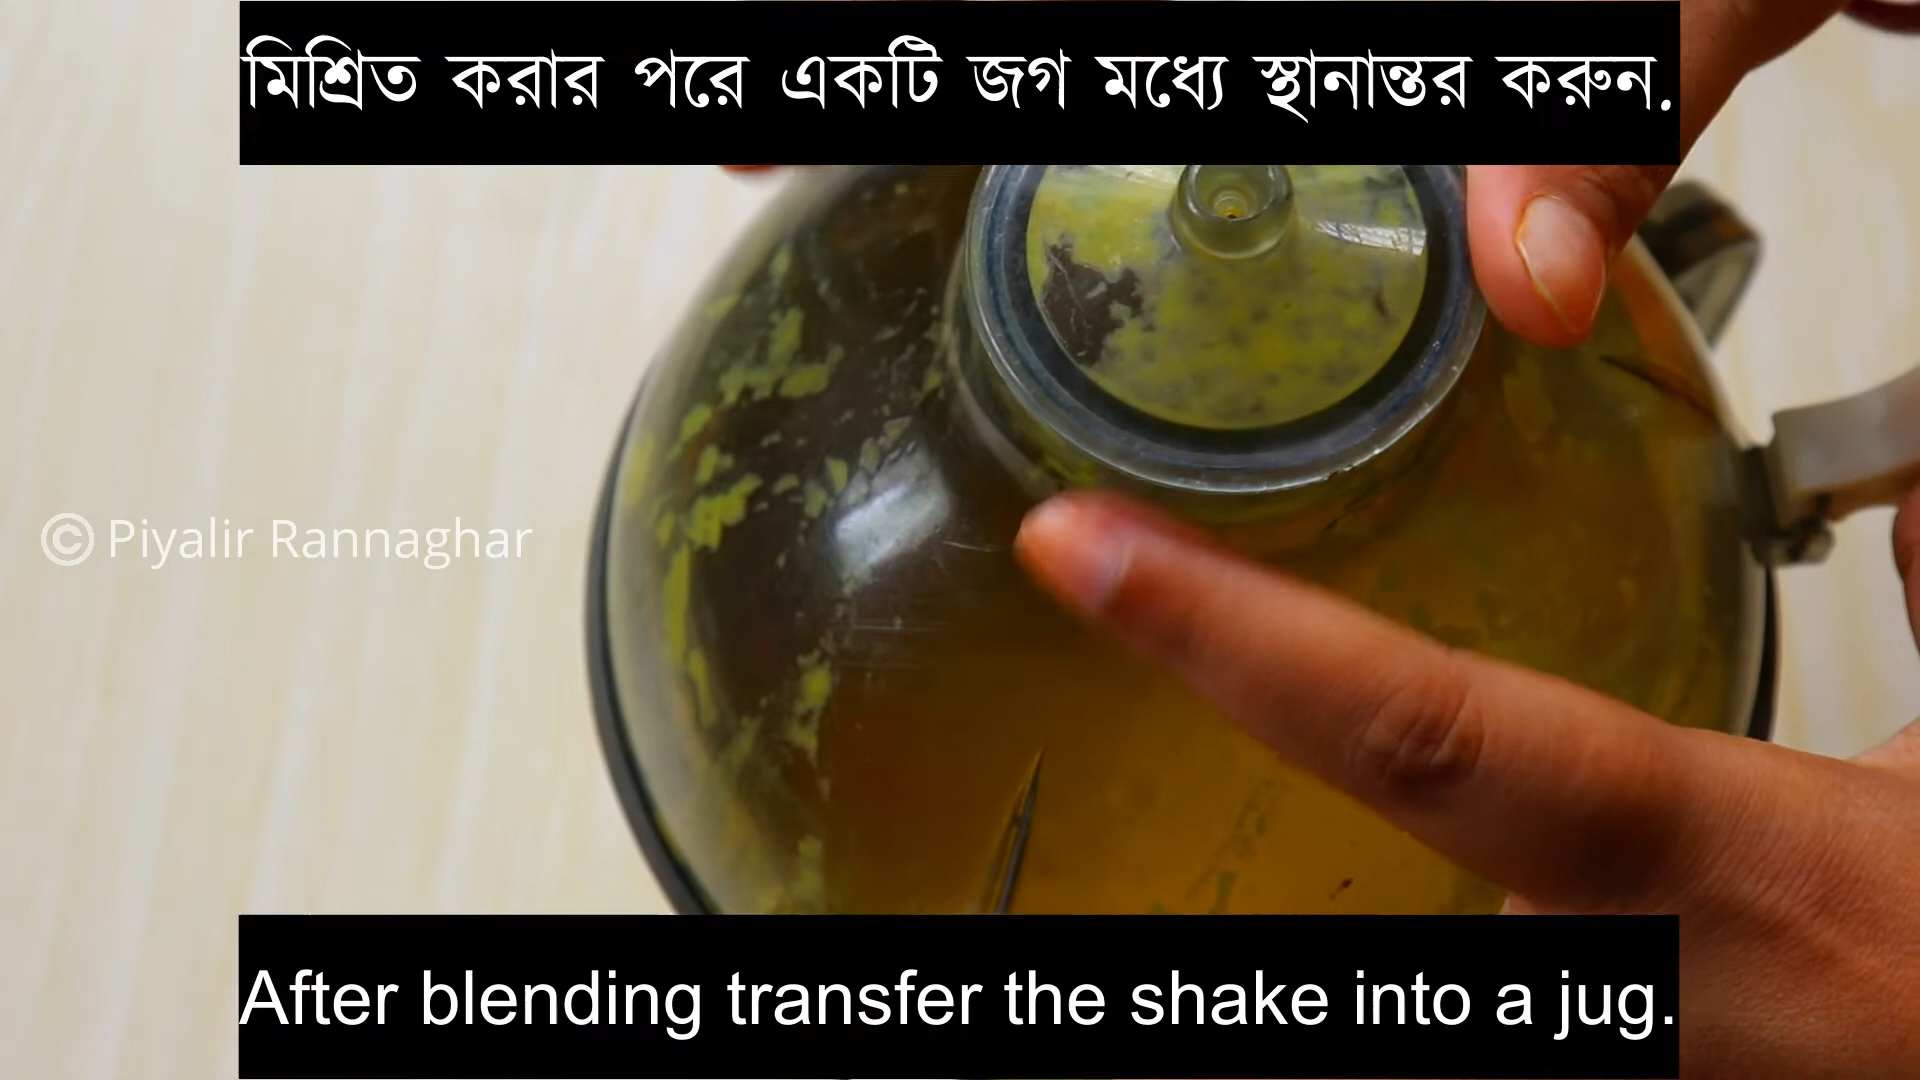 মিশ্রিত করার পরে একটি জগ মধ্যে স্থানান্তর করুন.
© Piyalir Rannaghar
After blending transfer the shake into a jug.